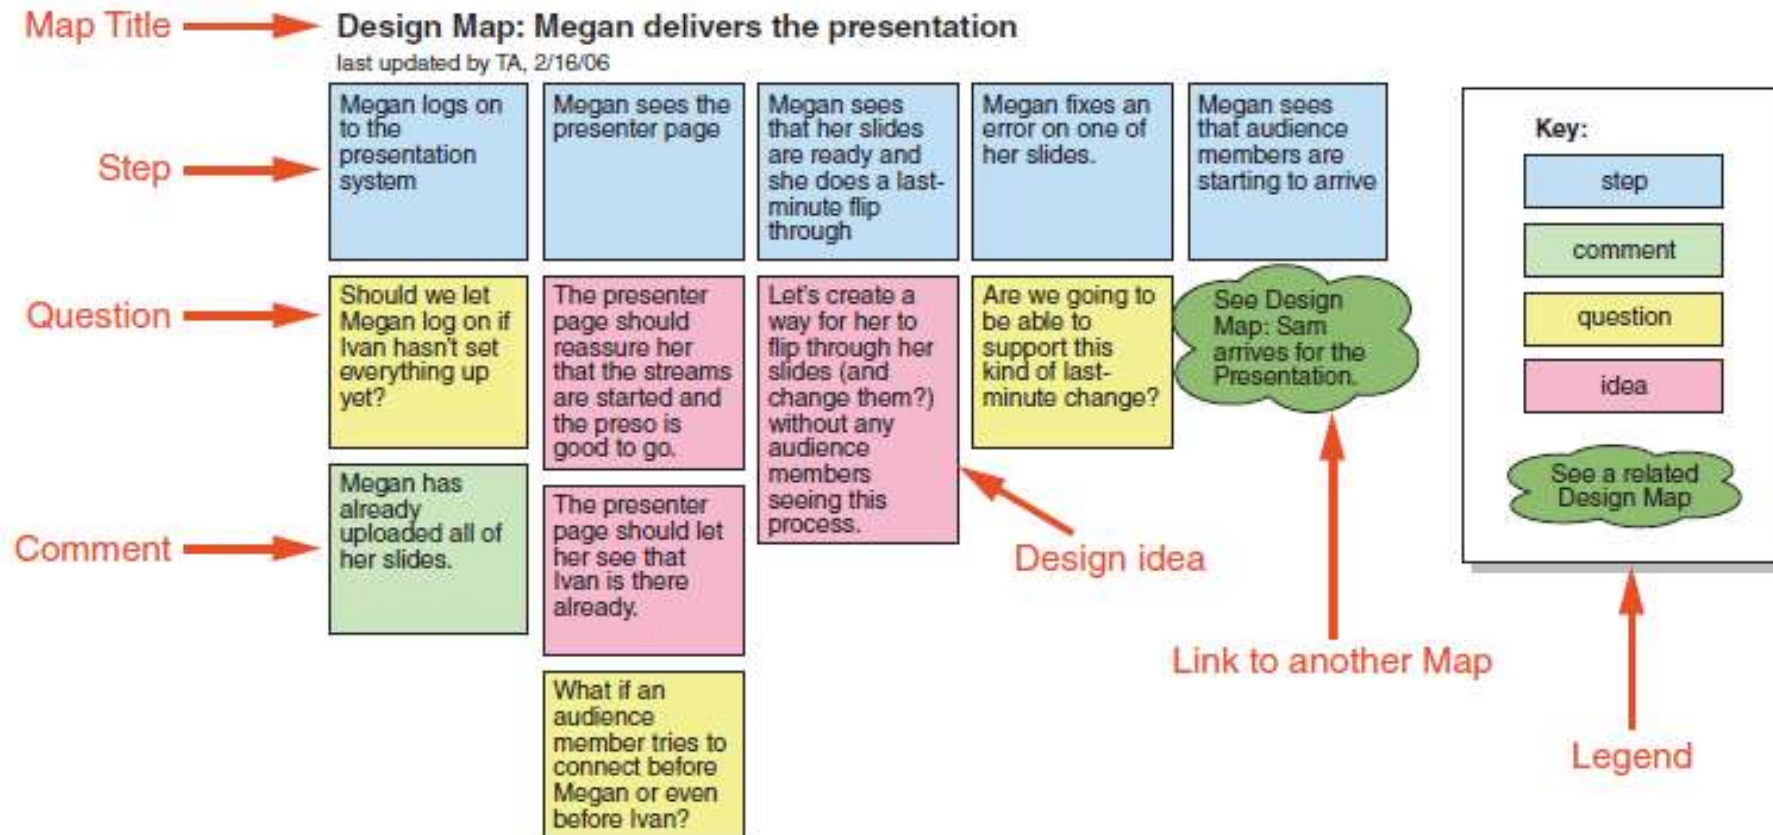 Map Title
Design Map: Megan delivers the presentation
last updated by TA, 2/16/06
Step
Megan logs on
to the
presentation
system
Megan sees the
presenter page
Megan sees
that her slides
are ready and
she does a last-
minute flip
through
Megan fixes an
error on one of
her slides.
Megan sees
that audience
members are
starting to arrive
Question
Should we let
Megan log on if
Ivan hasn't set
everything up
yet?
The presenter
page should
reassure her
that the streams
are started and
the preso is
good to go.
Let's create a
way for her to
flip through her
slides (and
change them?)
without any
audience
members
seeing this
process.
Are we going to
be able to
support this
kind of last-
minute change?
See Design
Map: Sam
arrives for the
Presentation.
Comment
Megan has
already
uploaded all of
her slides.
The presenter
page should let
her see that
Ivan is there
already.
What if an
audience
member tries to
connect before
Megan or even
before Ivan?
Design idea
Link to another Map
Key:
step
comment
question
idea
See a related
Design Map
Legend